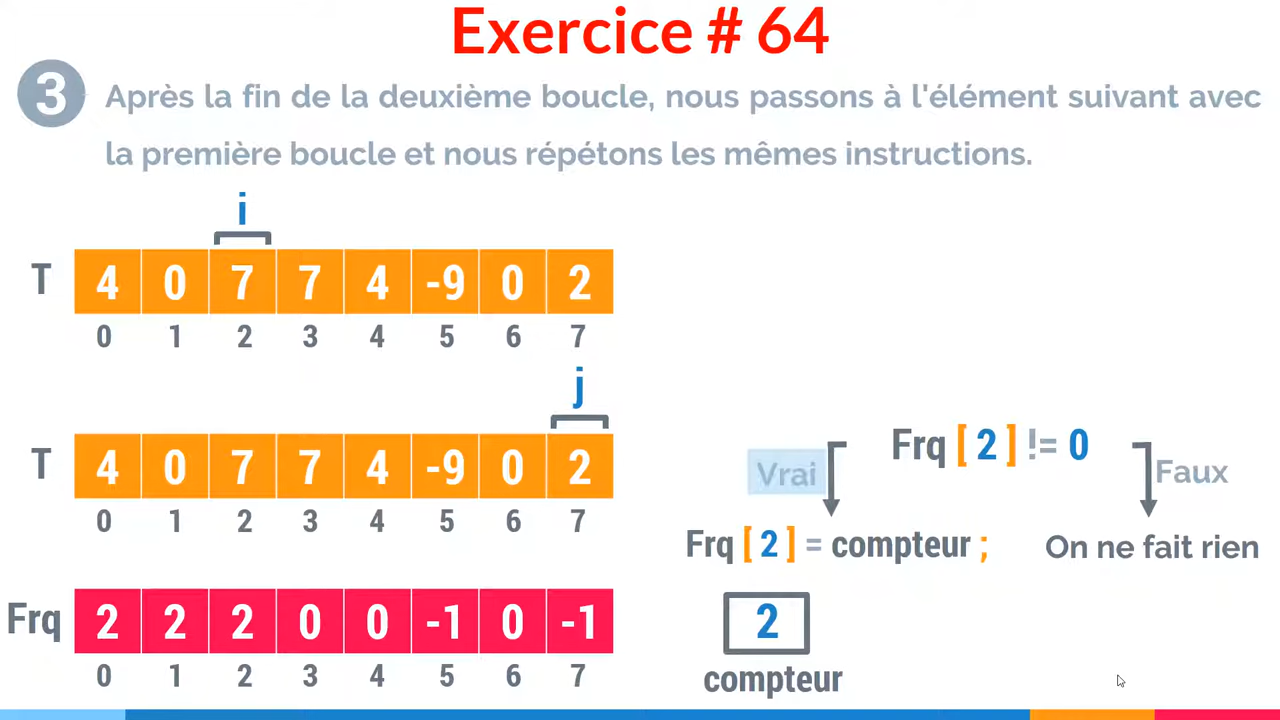 Exercice # 64
3 Après la fin de la deuxième boucle, nous passons à l'élément suivant avec
la première boucle et nous répétons les mêmes instructions.
i
T 4 0 7 7 4 -9 0 2
0 1 2 3 4 5 6 7
j
T 4 0 7 7 4 -9 0 2
0 1 2 3 4 5 6 7
Frq [ 2 ] != 0
Vrai Faux
Frq [ 2 ] = compteur ; On ne fait rien
Frq 2 2 2 0 0 -1 0 -1
0 1 2 3 4 5 6 7
2
compteur